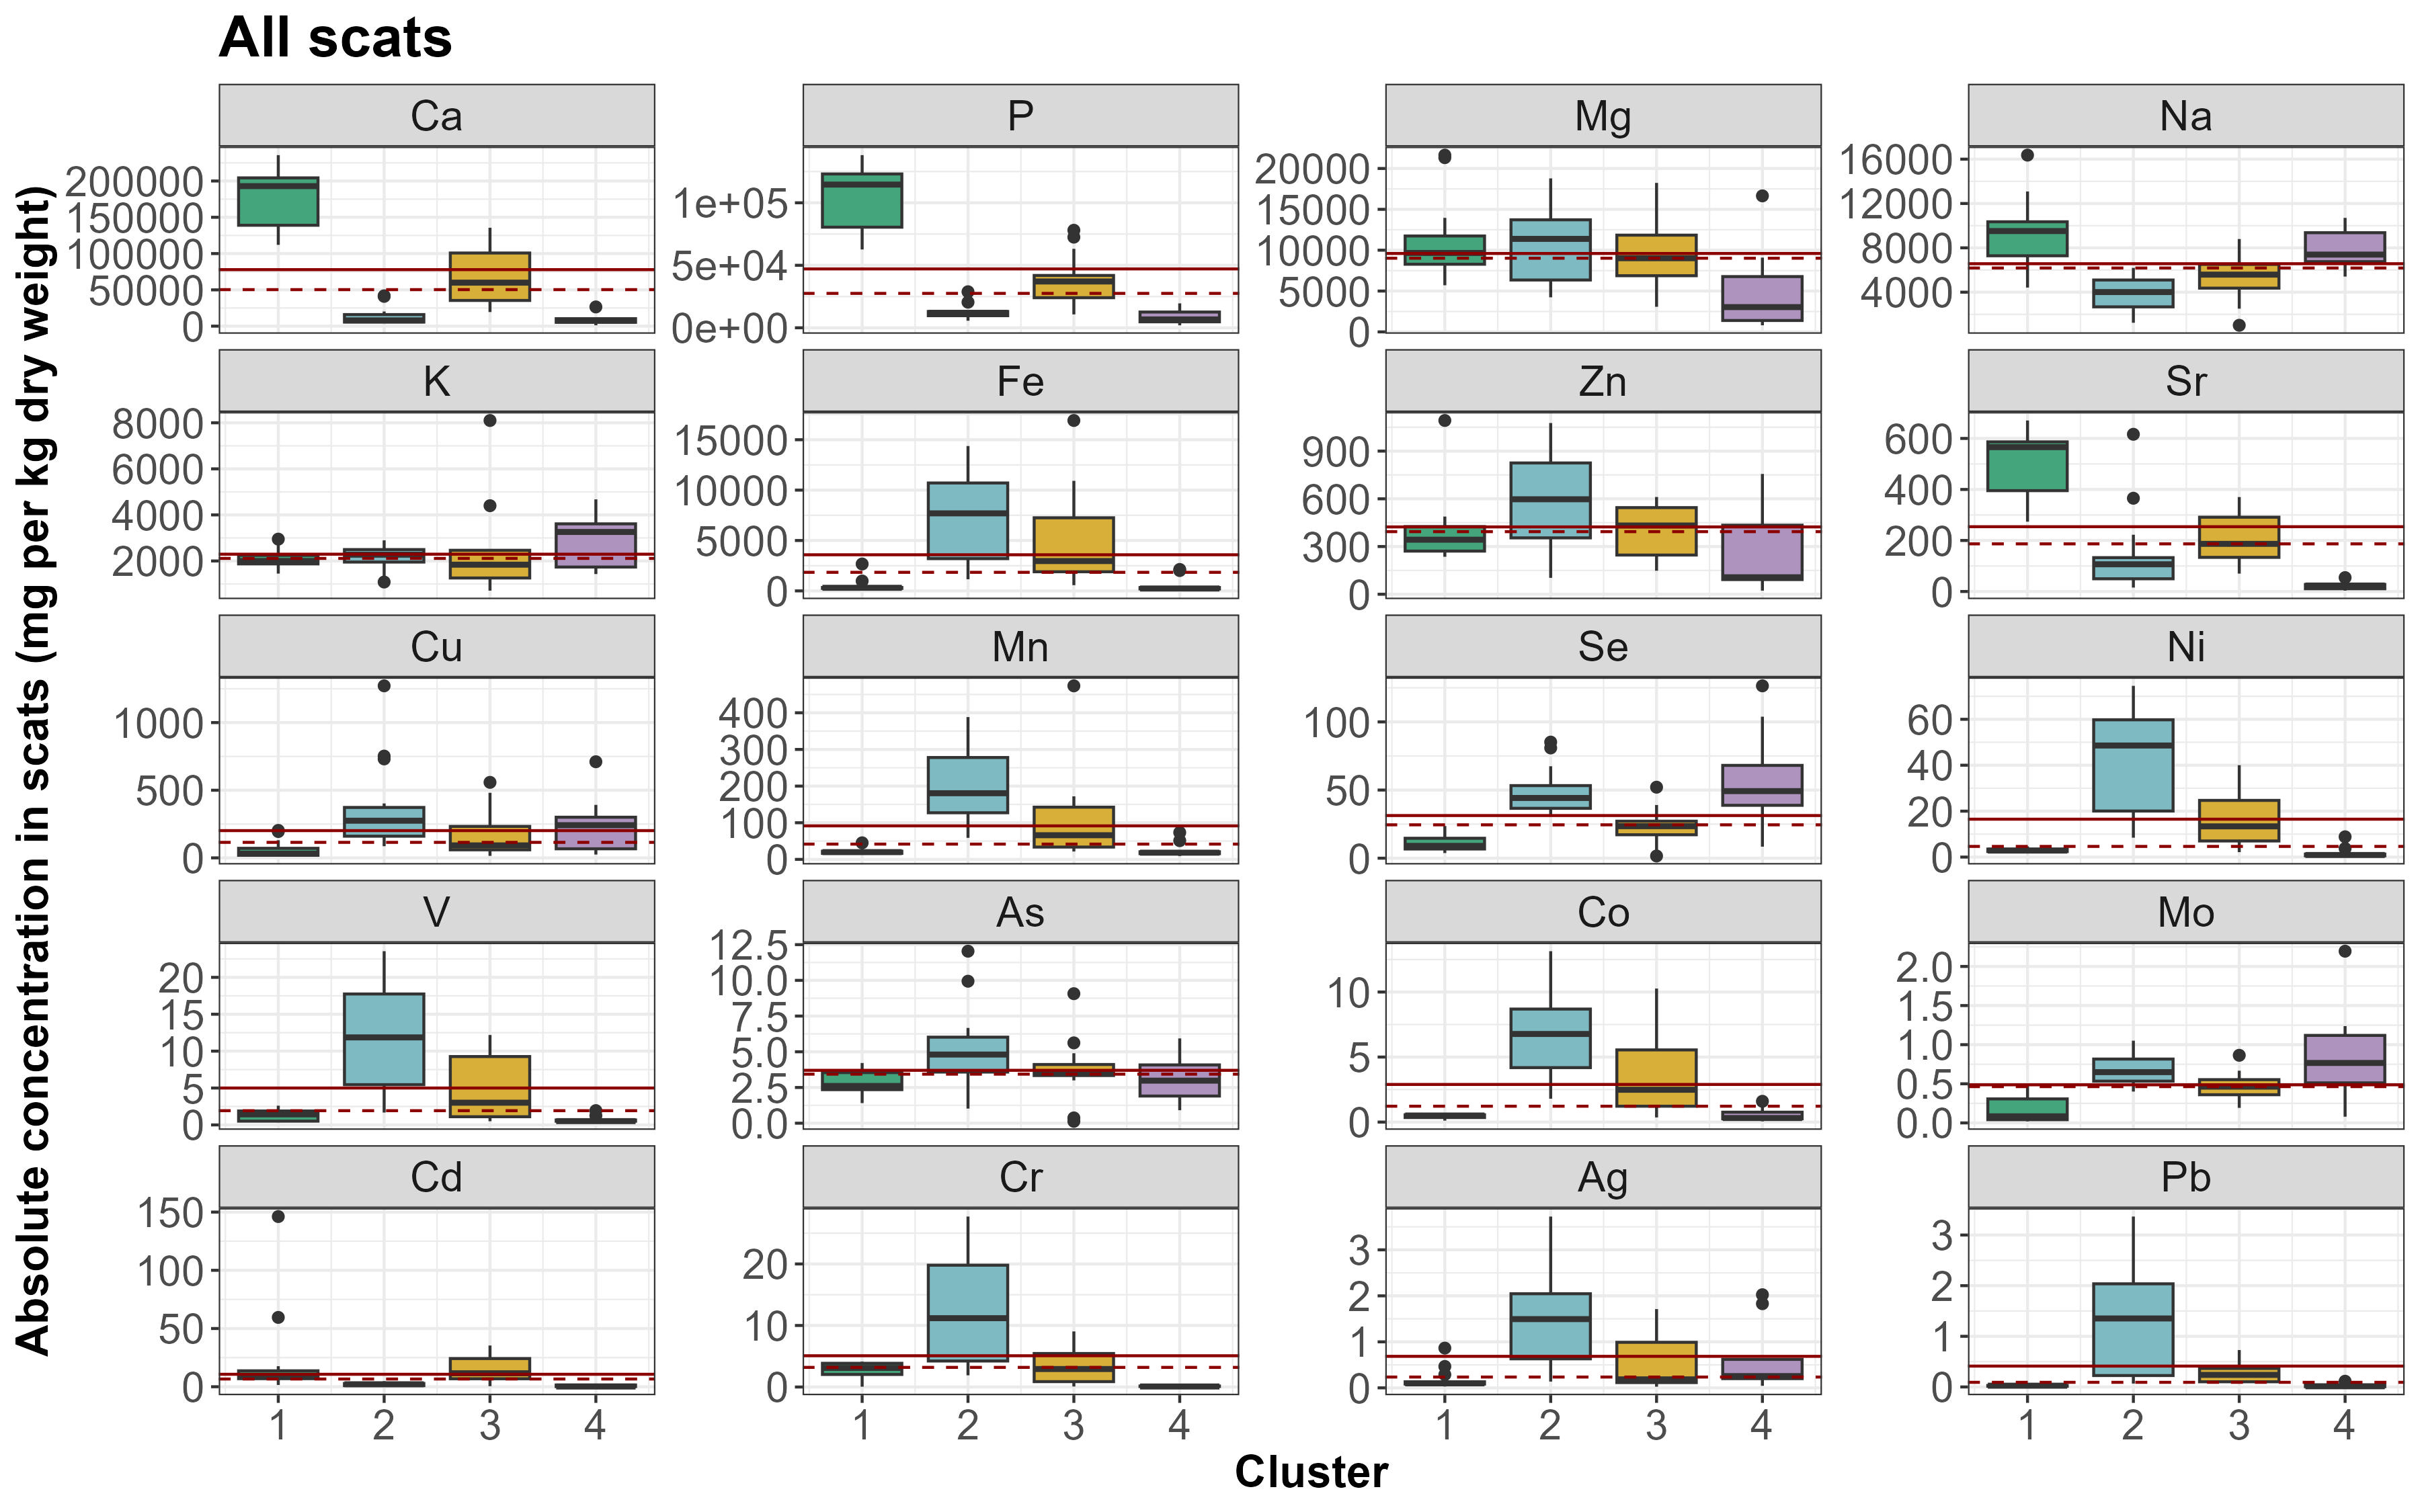 All scats
Absolute concentration in scats (mg per kg dry weight)
Ca
P
Mg
Na
200000
150000
100000
50000
0
1e+05
5e+04
0e+00
20000
15000
10000
5000
0
16000
12000
8000
4000
K
Fe
Zn
Sr
8000
6000
4000
2000
15000
10000
5000
0
900
600
300
0
600
400
200
0
Cu
Mn
Se
Ni
1000
500
0
400
300
200
100
0
100
50
0
60
40
20
0
V
As
Co
Mo
20
15
10
5
0
12.5
10.0
7.5
5.0
2.5
0.0
10
5
0
2.0
1.5
1.0
0.5
0.0
Cd
Cr
Ag
Pb
150
100
50
0
20
10
0
3
2
1
0
3
2
1
0
1 2 3 4
1 2 3 4
1 2 3 4
1 2 3 4
Cluster